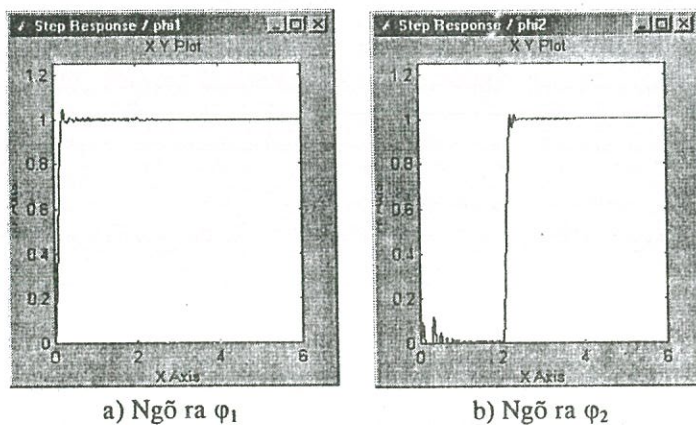 Step Response / phi1
X Y Plot
1.2
1
0.8
0.6
0.4
0.2
0
0
2
4
6
X Axis
a) Ngõ ra φ₁
Step Response / phi2
X Y Plot
1.2
1
0.8
0.6
0.4
0.2
0
0
2
4
6
X Axis
b) Ngõ ra φ₂